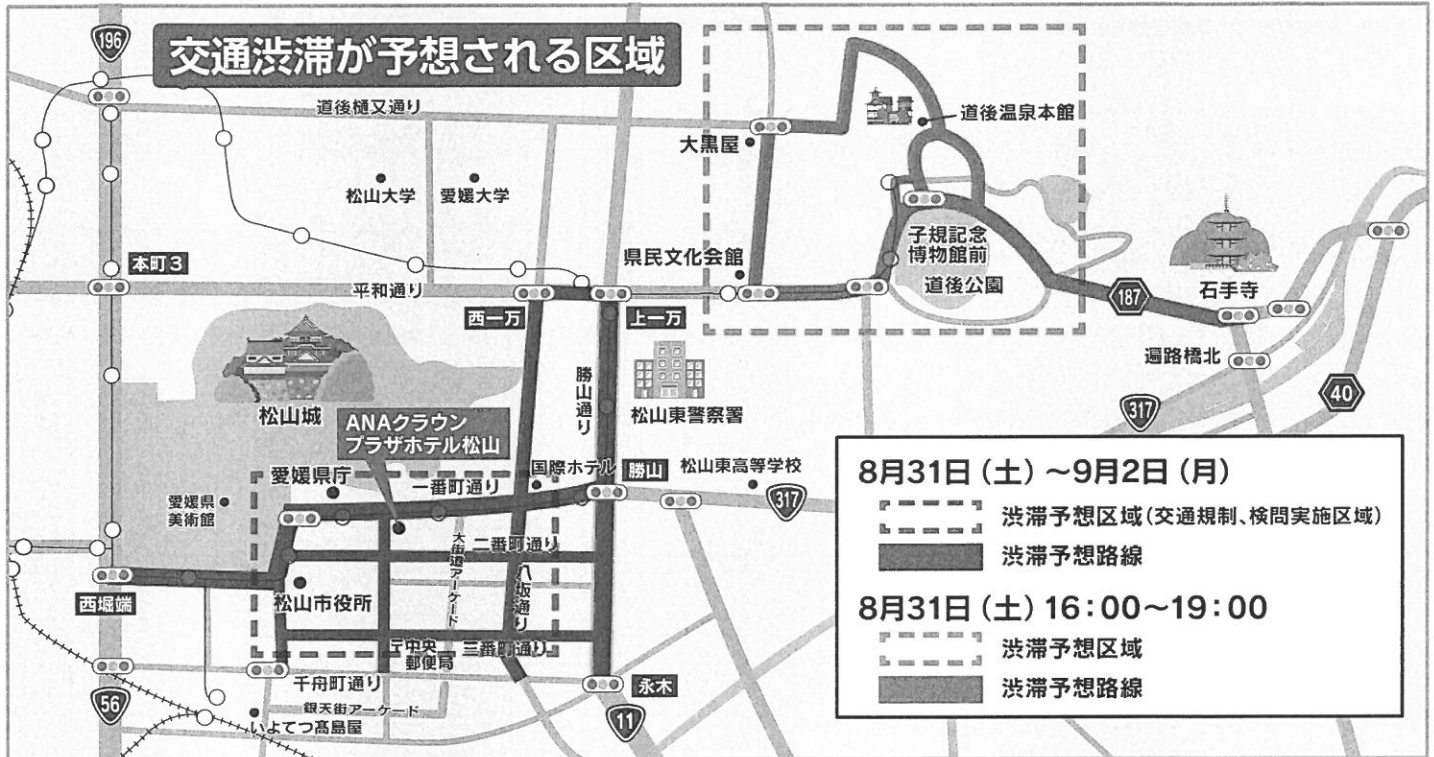 196
交通渋滞が予想される区域
道後樋又通り
道後温泉本館
大黒屋
松山大学
愛媛大学
本町3
平和通り
県民文化会館
子規記念
博物館前
道後公園
187
石手寺
西一万
上一万
遍路橋北
松山城
勝山通り
松山東警察署
317
40
ANAクラウン
プラザホテル松山
愛媛県庁
一番町通り
国際ホテル
勝山
松山東高等学校
317
愛媛県
美術館
大街道アーケード
二番町通り
八坂通り
西堀端
松山市役所
〒中央
郵便局
三番町通り
千舟町通り
永木
56
銀天街アーケード
いよてつ髙島屋
11
8月31日(土)~9月2日(月)
渋滞予想区域(交通規制、検問実施区域)
渋滞予想路線
8月31日(土)16:00~19:00
渋滞予想区域
渋滞予想路線